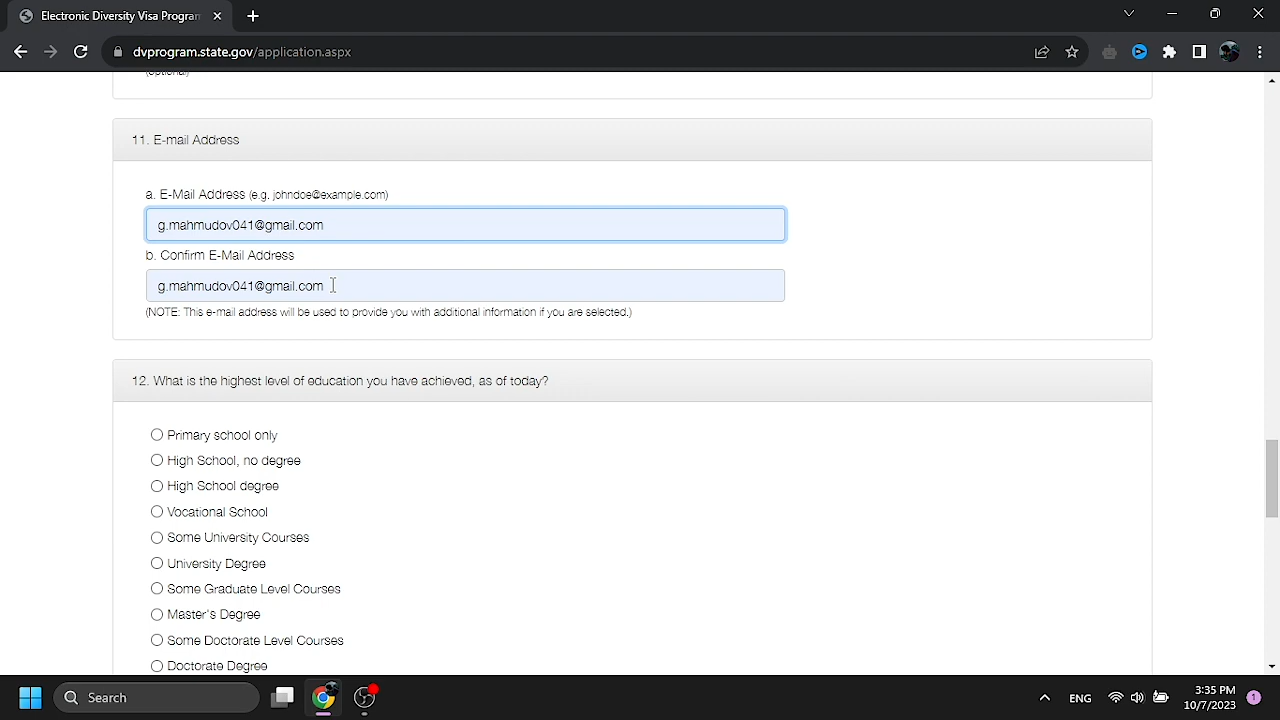 Electronic Diversity Visa Program
dvprogram.state.gov/application.aspx
(optional)
11. E-mail Address
a. E-Mail Address (e.g. johndoe@example.com)
g.mahmudov041@gmail.com
b. Confirm E-Mail Address
g.mahmudov041@gmail.com
(NOTE: This e-mail address will be used to provide you with additional information if you are selected.)
12. What is the highest level of education you have achieved, as of today?
Primary school only
High School, no degree
High School degree
Vocational School
Some University Courses
University Degree
Some Graduate Level Courses
Master's Degree
Some Doctorate Level Courses
Doctorate Degree
Search
ENG
3:35 PM
10/7/2023
1